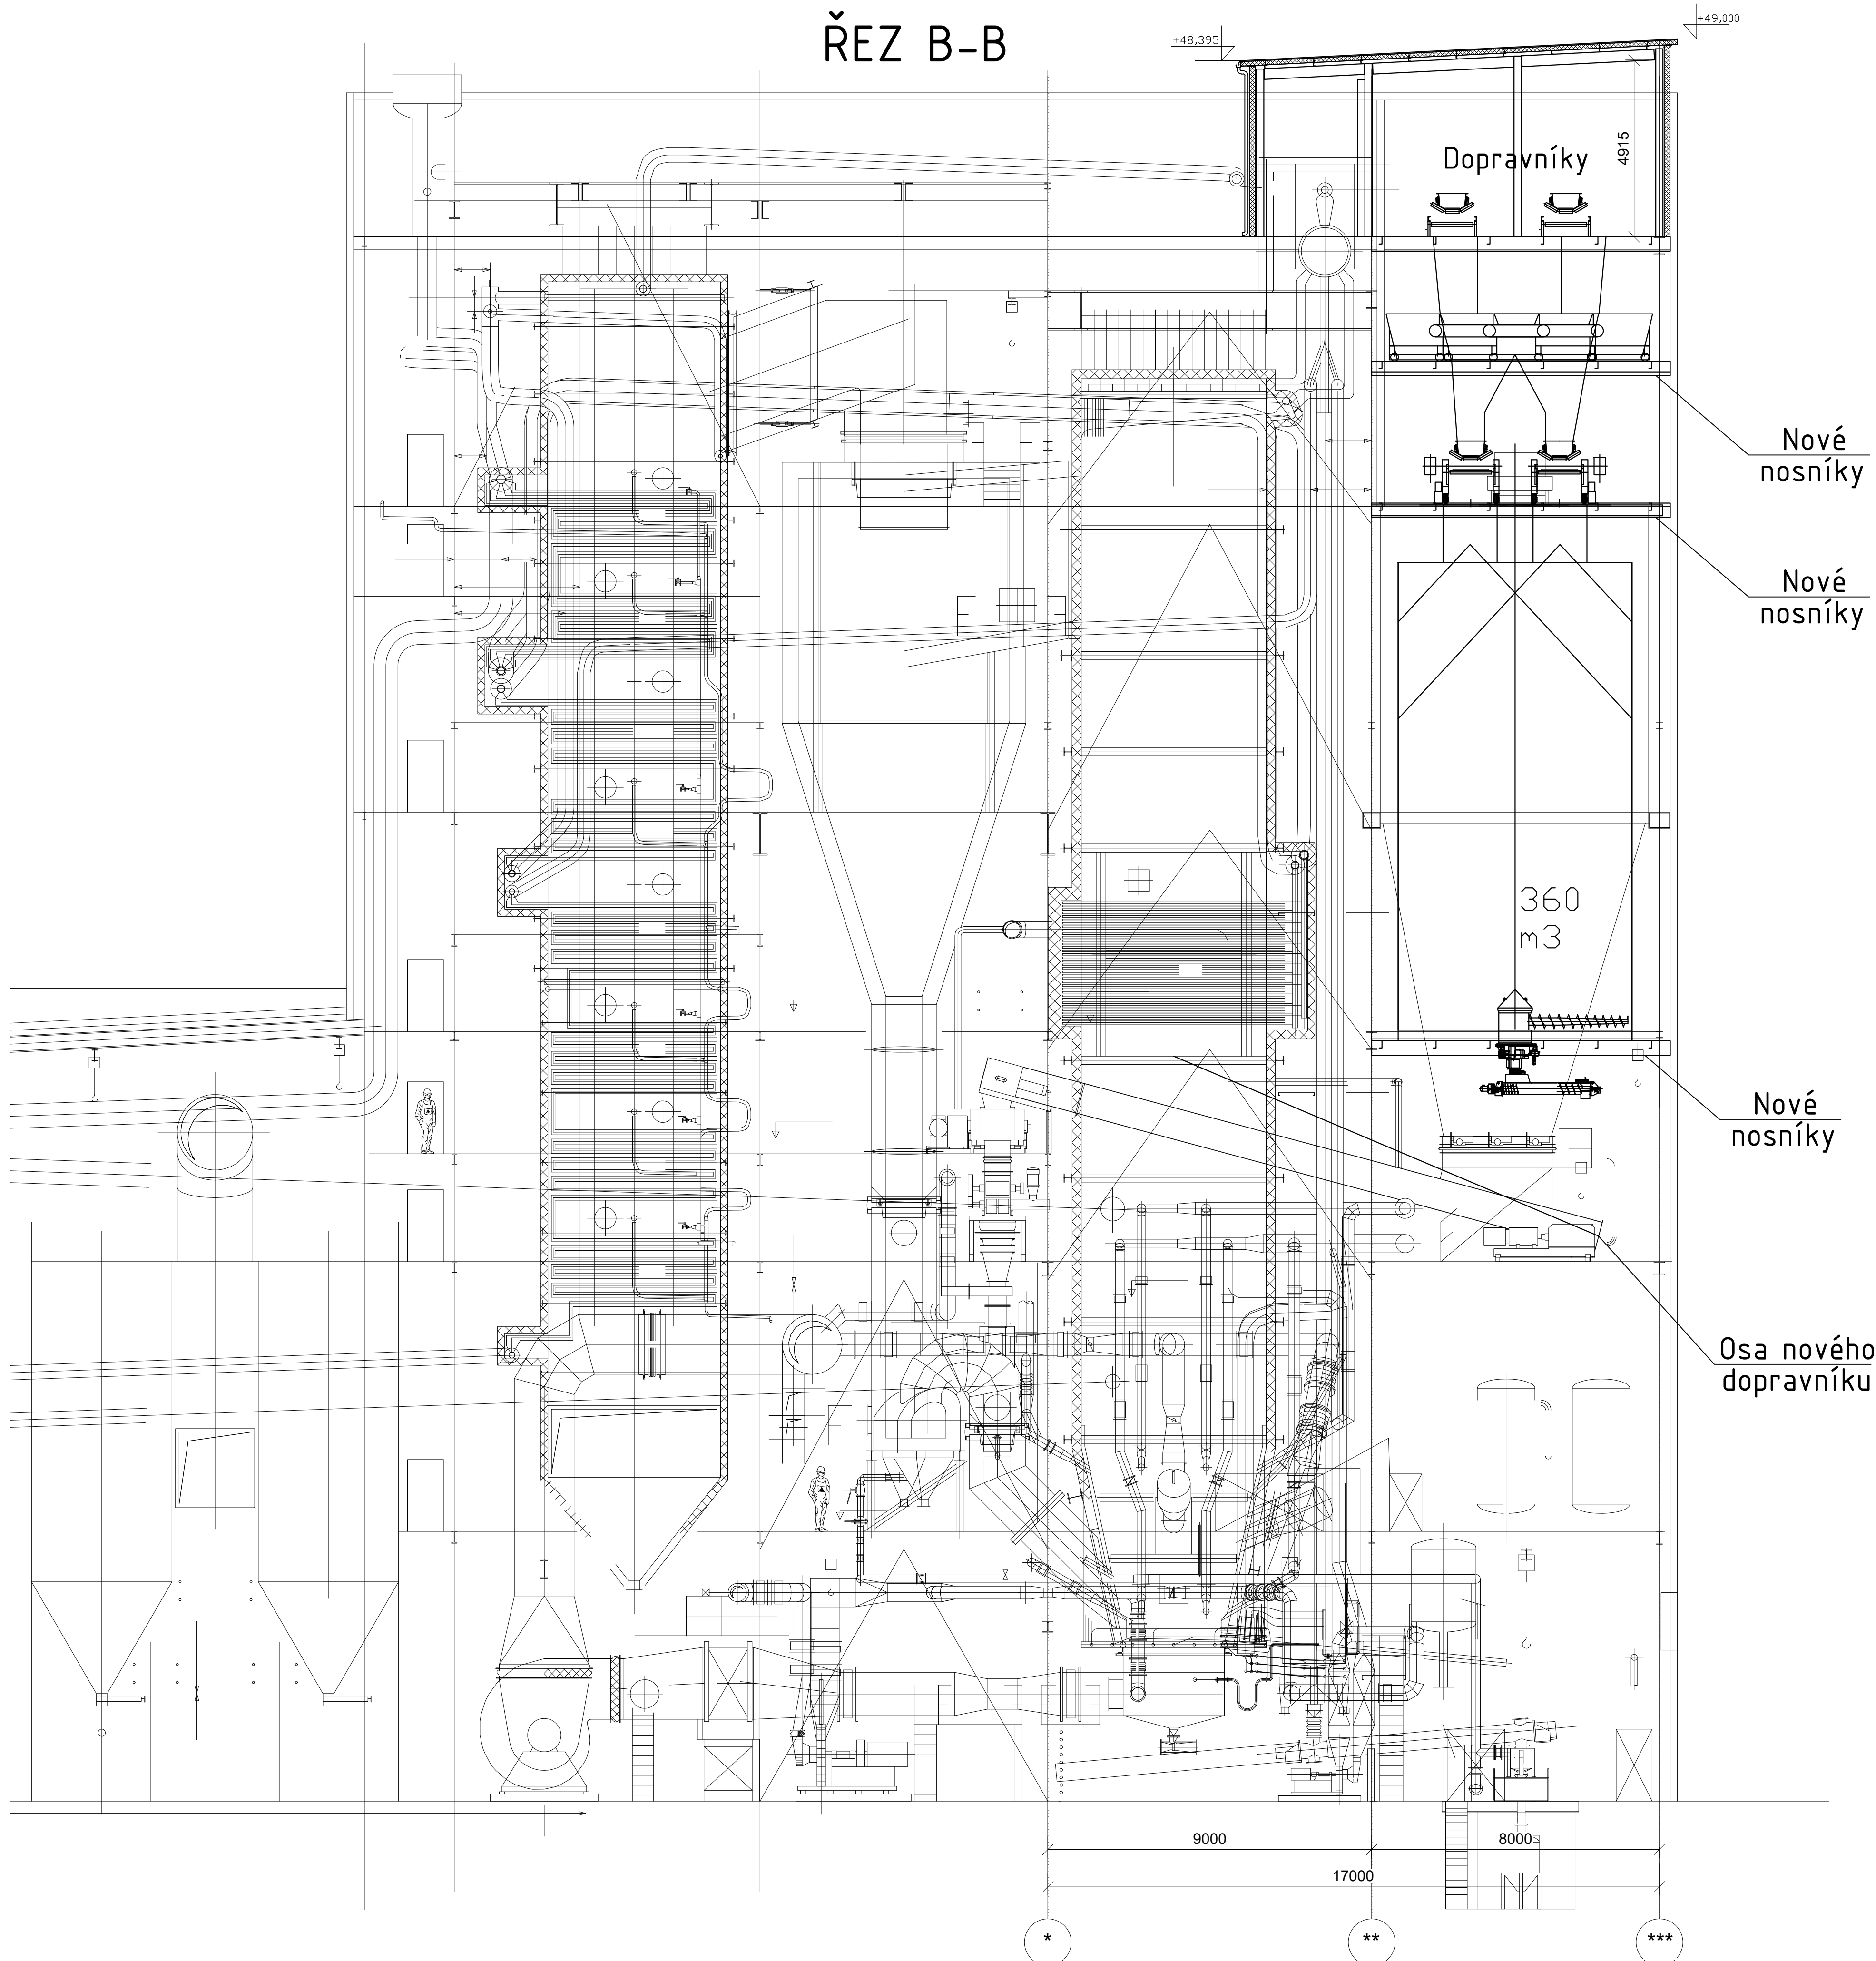 ŘEZ B-B
+48,395
+49,000
Dopravníky
4915
Nové
nosníky
Nové
nosníky
360
m3
Nové
nosníky
Osa nového
dopravníku
9000
8000
17000
*
**
***